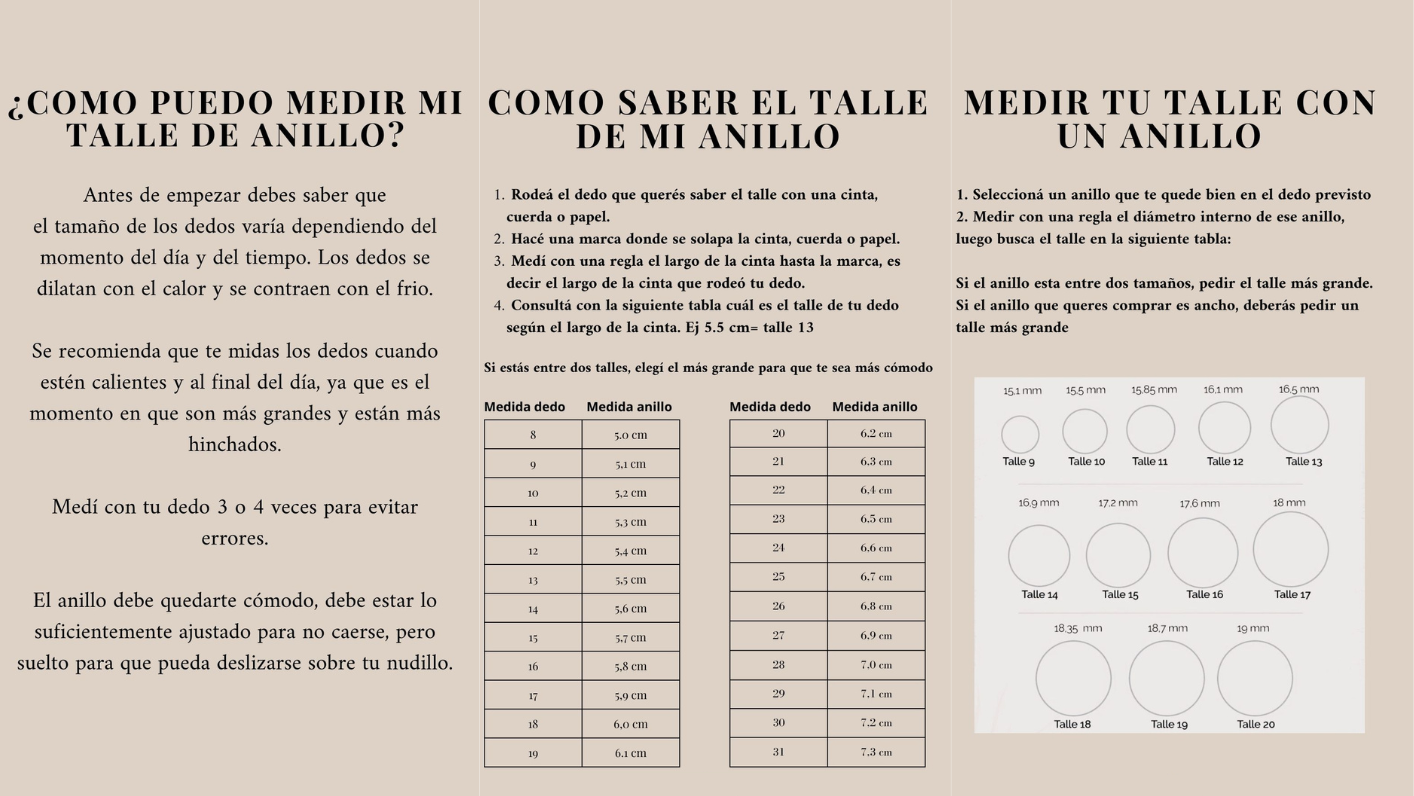 ¿COMO PUEDO MEDIR MI
TALLE DE ANILLO?
Antes de empezar debes saber que
el tamaño de los dedos varía dependiendo del
momento del día y del tiempo. Los dedos se
dilatan con el calor y se contraen con el frio.
Se recomienda que te midas los dedos cuando
estén calientes y al final del día, ya que es el
momento en que son más grandes y están más
hinchados.
Medí con tu dedo 3 o 4 veces para evitar
errores.
El anillo debe quedarte cómodo, debe estar lo
suficientemente ajustado para no caerse, pero
suelto para que pueda deslizarse sobre tu nudillo.
COMO SABER EL TALLE
DE MI ANILLO
1. Rodeá el dedo que querés saber el talle con una cinta,
cuerda o papel.
2. Hacé una marca donde se solapa la cinta, cuerda o papel.
3. Medí con una regla el largo de la cinta hasta la marca, es
decir el largo de la cinta que rodeó tu dedo.
4. Consultá con la siguiente tabla cuál es el talle de tu dedo
según el largo de la cinta. Ej 5.5 cm= talle 13
Si estás entre dos talles, elegí el más grande para que te sea más cómodo
Medida dedo Medida anillo
8 5.0 cm
9 5,1 cm
10 5,2 cm
11 5,3 cm
12 5,4 cm
13 5,5 cm
14 5,6 cm
15 5,7 cm
16 5,8 cm
17 5,9 cm
18 6,0 cm
19 6.1 cm
Medida dedo Medida anillo
20 6.2 cm
21 6.3 cm
22 6.4 cm
23 6.5 cm
24 6,6 cm
25 6,7 cm
26 6,8 cm
27 6,9 cm
28 7,0 cm
29 7,1 cm
30 7,2 cm
31 7,3 cm
MEDIR TU TALLE CON
UN ANILLO
1. Seleccioná un anillo que te quede bien en el dedo previsto
2. Medir con una regla el diámetro interno de ese anillo,
luego busca el talle en la siguiente tabla:
Si el anillo esta entre dos tamaños, pedir el talle más grande.
Si el anillo que queres comprar es ancho, deberás pedir un
talle más grande
15,1 mm 15,5 mm 15,85 mm 16,1 mm 16,5 mm
Talle 9 Talle 10 Talle 11 Talle 12 Talle 13
16,9 mm 17,2 mm 17,6 mm 18 mm
Talle 14 Talle 15 Talle 16 Talle 17
18,35 mm 18,7 mm 19 mm
Talle 18 Talle 19 Talle 20